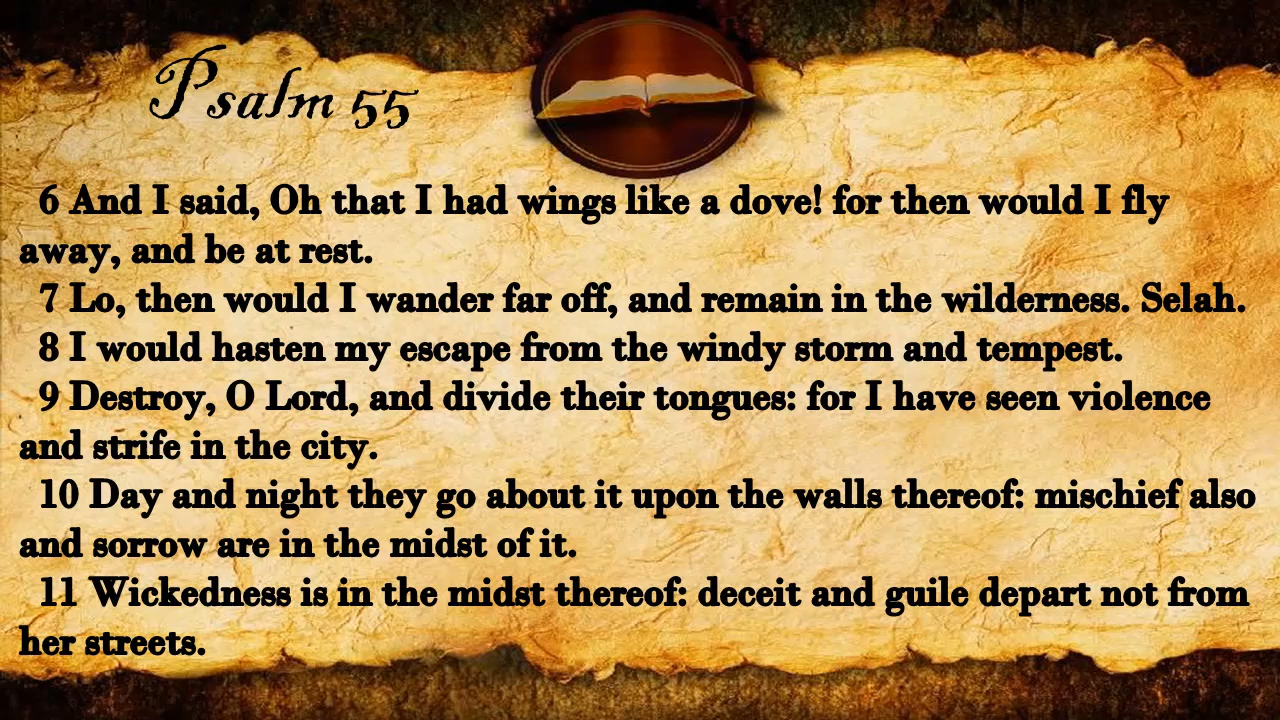 Psalm 55
6 And I said, Oh that I had wings like a dove! for then would I fly
away, and be at rest.
7 Lo, then would I wander far off, and remain in the wilderness. Selah.
8 I would hasten my escape from the windy storm and tempest.
9 Destroy, O Lord, and divide their tongues: for I have seen violence
and strife in the city.
10 Day and night they go about it upon the walls thereof: mischief also
and sorrow are in the midst of it.
11 Wickedness is in the midst thereof: deceit and guile depart not from
her streets.